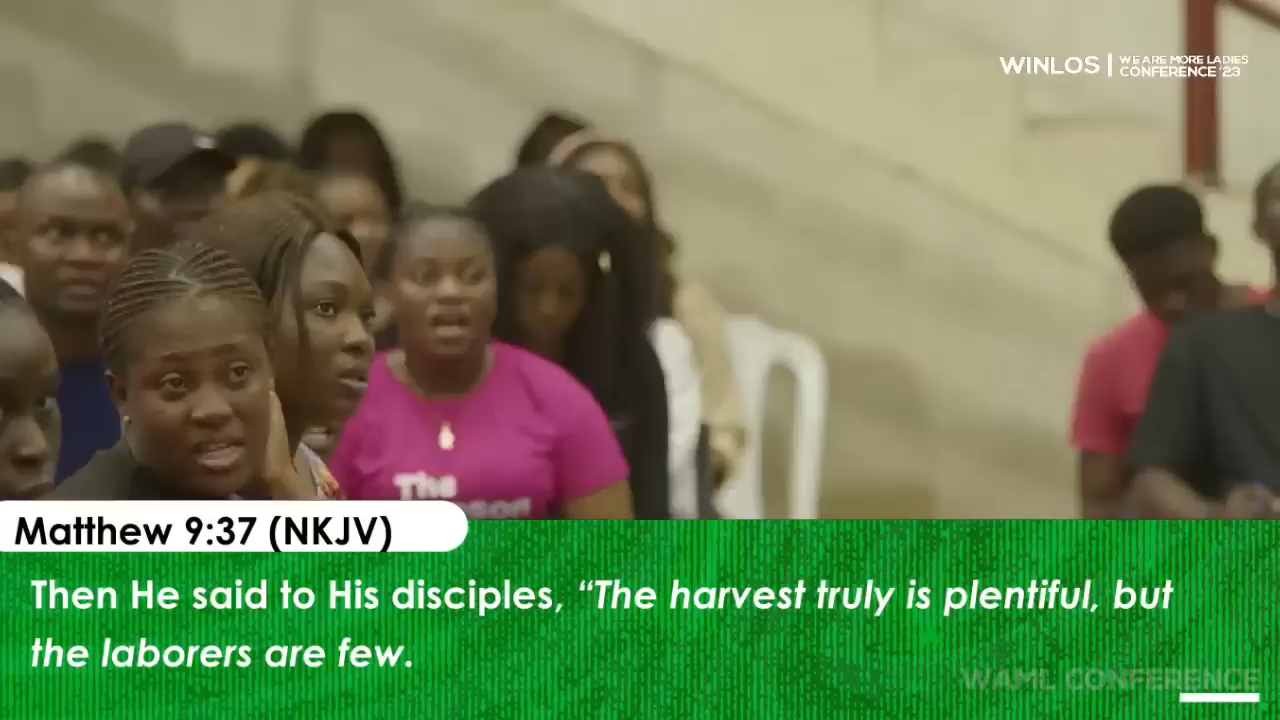 WINLOS
WE ARE MORE LADIES
CONFERENCE '23
The
Matthew 9:37 (NKJV)
Then He said to His disciples, “The harvest truly is plentiful, but
the laborers are few.
WAML CONFERENCE